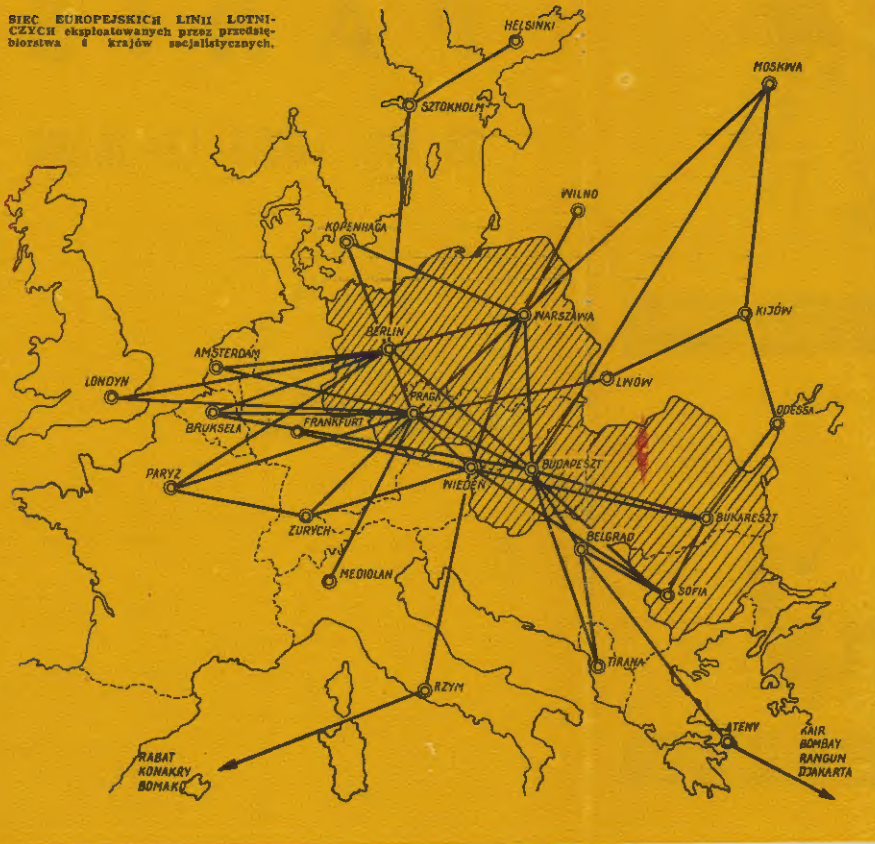 SIEĆ EUROPEJSKICH LINII LOTNI-
CZYCH eksploatowanych przez przedsię-
biorstwa 6 krajów socjalistycznych.
HELSINKI
MOSKWA
SZTOKHOLM
WILNO
KOPENHAGA
WARSZAWA
KIJÓW
BERLIN
AMSTERDAM
LWÓW
LONDYN
PRAGA
ODESSA
BRUKSELA
FRANKFURT
PARYŻ
WIEDEŃ
BUDAPESZT
ZURYCH
BUKARESZT
BELGRAD
MEDIOLAN
SOFIA
TIRANA
RZYM
ATENY
RABAT
KONAKRY
BOMAKO
KAIR
BOMBAY
RANGUN
DJAKARTA